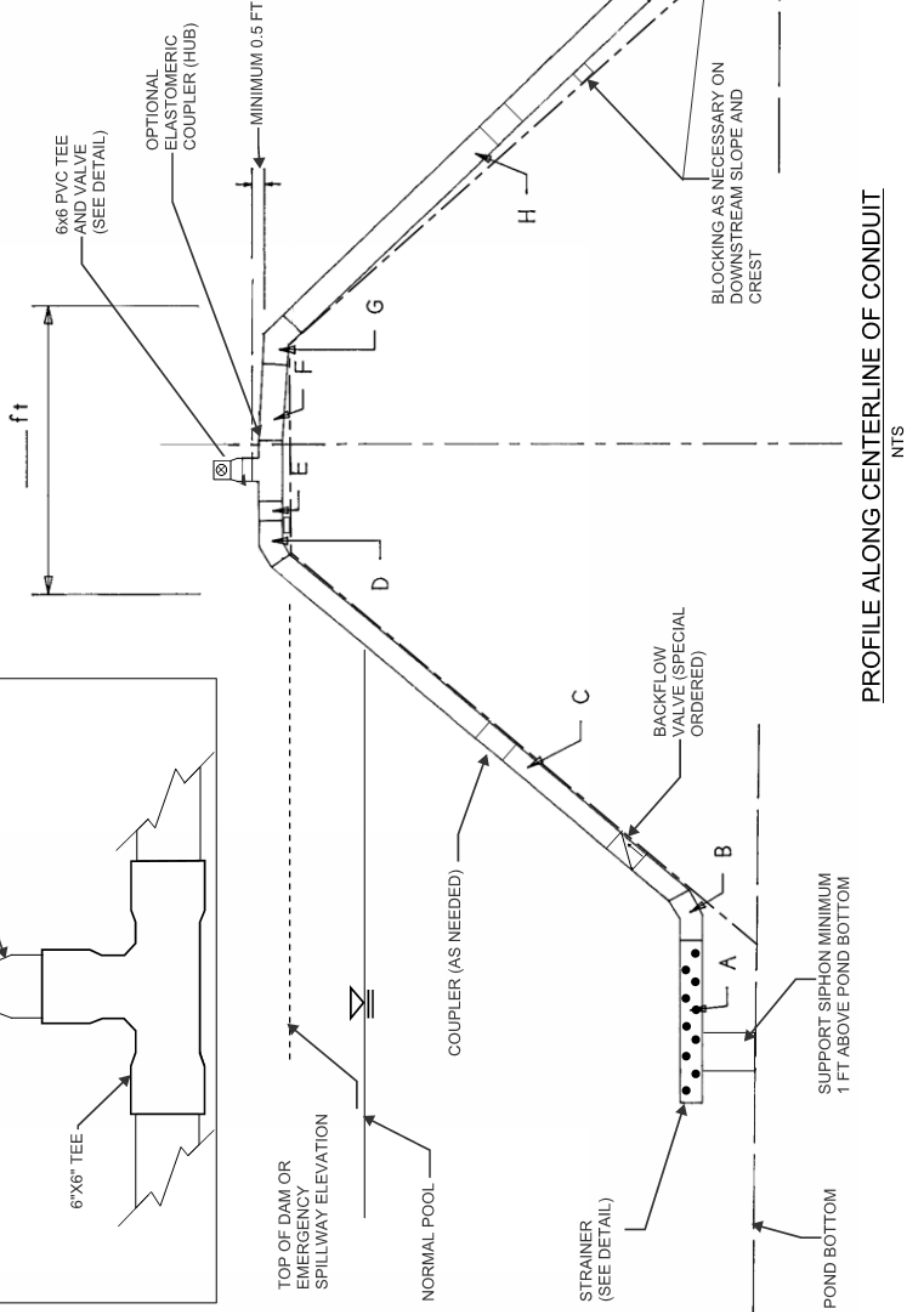 6"X6" TEE
____ ft
6x6 PVC TEE
AND VALVE
(SEE DETAIL)
OPTIONAL
ELASTOMERIC
COUPLER (HUB)
MINIMUM 0.5 FT
TOP OF DAM OR
EMERGENCY
SPILLWAY ELEVATION
NORMAL POOL
D
E
F
G
H
COUPLER (AS NEEDED)
C
BACKFLOW
VALVE (SPECIAL
ORDERED)
B
A
STRAINER
(SEE DETAIL)
BLOCKING AS NECESSARY ON
DOWNSTREAM SLOPE AND
CREST
SUPPORT SIPHON MINIMUM
1 FT ABOVE POND BOTTOM
POND BOTTOM
PROFILE ALONG CENTERLINE OF CONDUIT
NTS